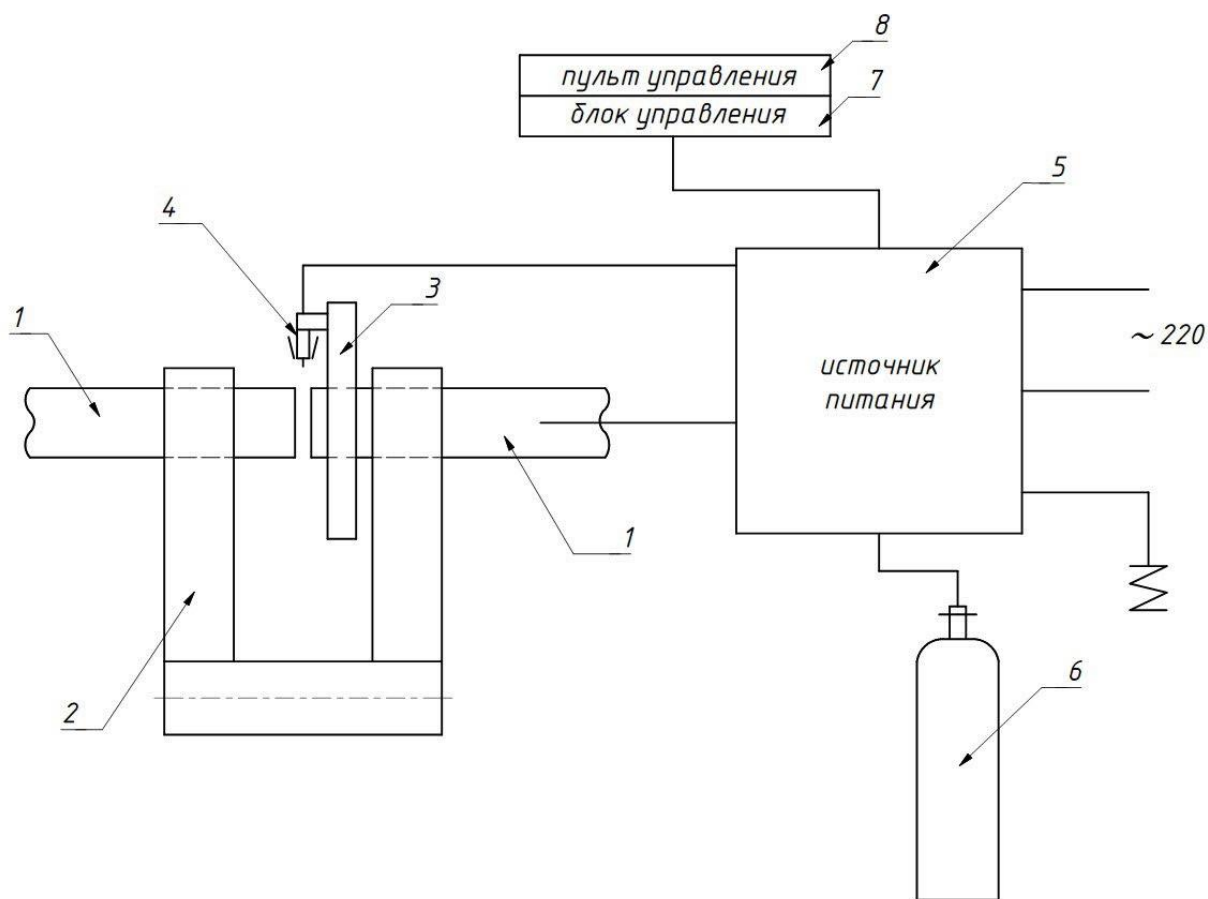 8
пульт управления
7
блок управления
5
4
3
1
~ 220
источник
питания
1
6
2